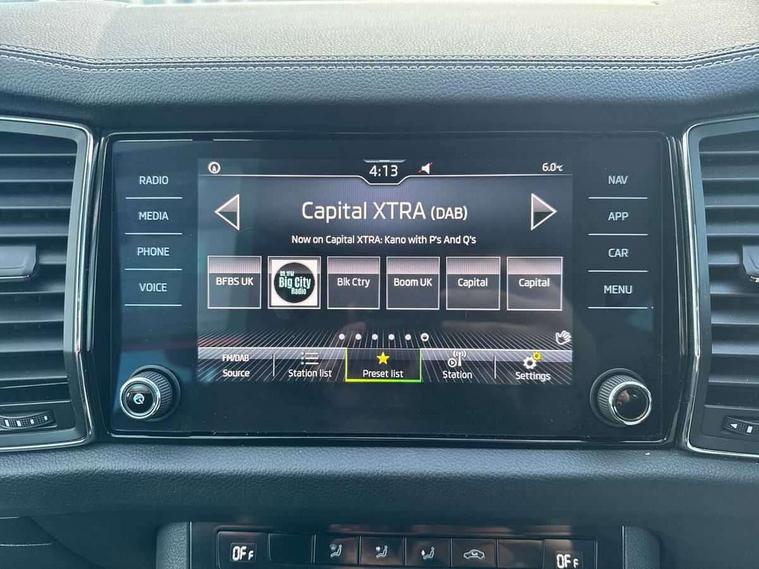 4:13
6.0°C
RADIO
MEDIA
PHONE
VOICE
Capital XTRA (DAB)
Now on Capital XTRA: Kano with P's And Q's
BFBS UK
Big City
Radio
Blk Ctry
Boom UK
Capital
Capital
FM/DAB
Source
Station list
Preset list
Station
Settings
NAV
APP
CAR
MENU
OFF
OFF